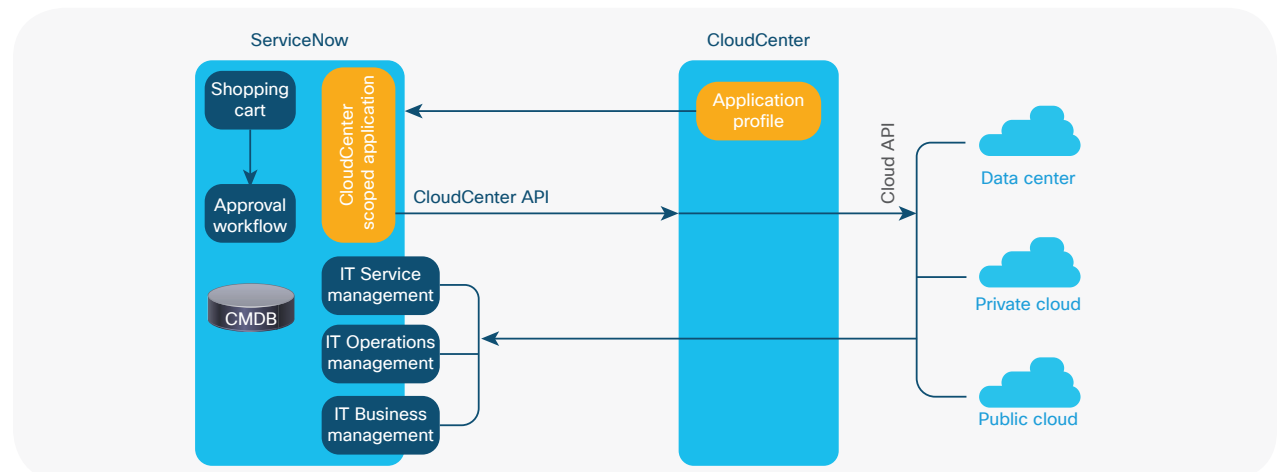 ServiceNow
CloudCenter
Shopping
cart
CloudCenter
scoped application
Application
profile
Cloud API
Data center
Approval
workflow
CloudCenter API
IT Service
management
CMDB
Private cloud
IT Operations
management
IT Business
management
Public cloud